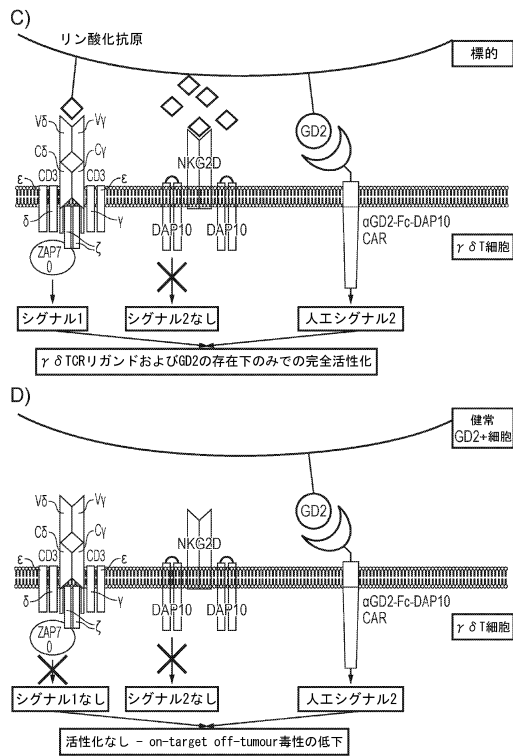 C)
リン酸化抗原
標的
Vδ
Vγ
GD2
Cδ
Cγ
NKG2D
ε
CD3
CD3
ε
δ
γ
DAP10
DAP10
αGD2-Fc-DAP10
CAR
γδT細胞
ZAP7
0
ζ
シグナル1
シグナル2なし
人工シグナル2
γδTCRリガンドおよびGD2の存在下のみでの完全活性化
D)
健常
GD2+細胞
Vδ
Vγ
GD2
Cδ
Cγ
NKG2D
ε
CD3
CD3
ε
δ
γ
DAP10
DAP10
αGD2-Fc-DAP10
CAR
γδT細胞
ZAP7
0
ζ
シグナル1なし
シグナル2なし
人工シグナル2
活性化なし - on-target off-tumour毒性の低下